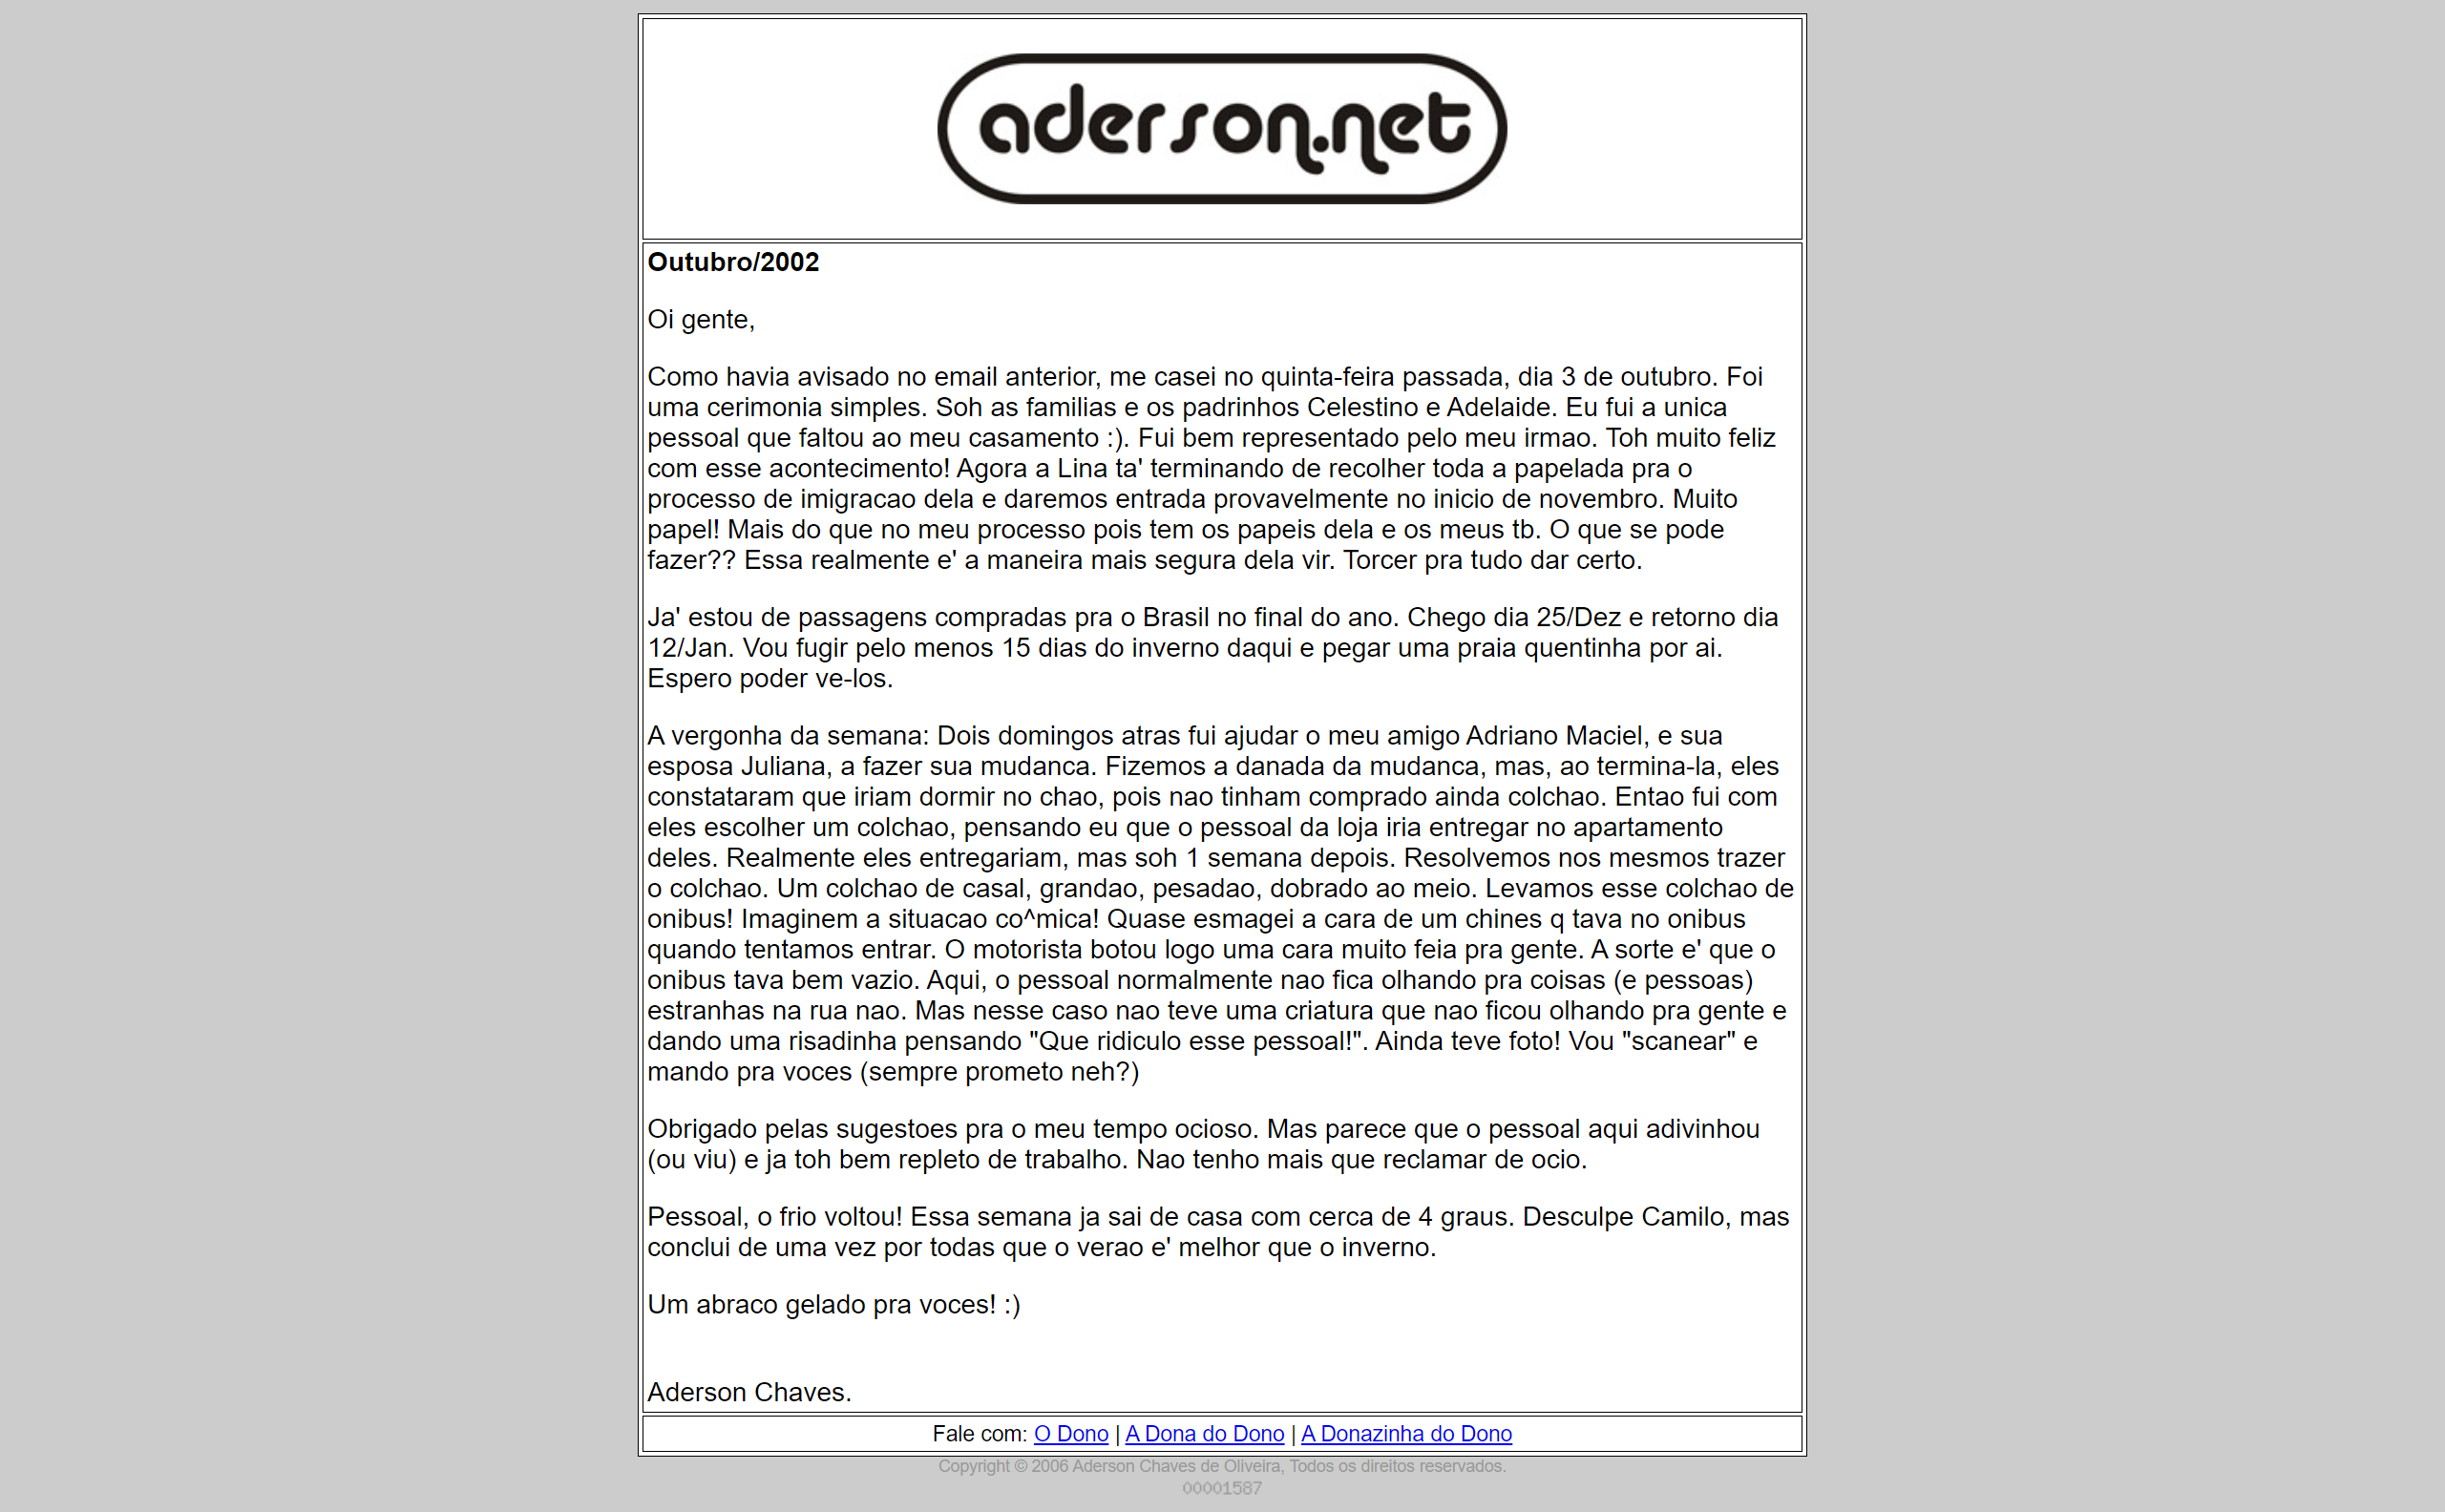 aderson.net
Outubro/2002
Oi gente,
Como havia avisado no email anterior, me casei no quinta-feira passada, dia 3 de outubro. Foi
uma cerimonia simples. Soh as familias e os padrinhos Celestino e Adelaide. Eu fui a unica
pessoal que faltou ao meu casamento :). Fui bem representado pelo meu irmao. Toh muito feliz
com esse acontecimento! Agora a Lina ta' terminando de recolher toda a papelada pra o
processo de imigracao dela e daremos entrada provavelmente no inicio de novembro. Muito
papel! Mais do que no meu processo pois tem os papeis dela e os meus tb. O que se pode
fazer?? Essa realmente e' a maneira mais segura dela vir. Torcer pra tudo dar certo.
Ja' estou de passagens compradas pra o Brasil no final do ano. Chego dia 25/Dez e retorno dia
12/Jan. Vou fugir pelo menos 15 dias do inverno daqui e pegar uma praia quentinha por ai.
Espero poder ve-los.
A vergonha da semana: Dois domingos atras fui ajudar o meu amigo Adriano Maciel, e sua
esposa Juliana, a fazer sua mudanca. Fizemos a danada da mudanca, mas, ao termina-la, eles
constataram que iriam dormir no chao, pois nao tinham comprado ainda colchao. Entao fui com
eles escolher um colchao, pensando eu que o pessoal da loja iria entregar no apartamento
deles. Realmente eles entregariam, mas soh 1 semana depois. Resolvemos nos mesmos trazer
o colchao. Um colchao de casal, grandao, pesadao, dobrado ao meio. Levamos esse colchao de
onibus! Imaginem a situacao co^mica! Quase esmagei a cara de um chines q tava no onibus
quando tentamos entrar. O motorista botou logo uma cara muito feia pra gente. A sorte e' que o
onibus tava bem vazio. Aqui, o pessoal normalmente nao fica olhando pra coisas (e pessoas)
estranhas na rua nao. Mas nesse caso nao teve uma criatura que nao ficou olhando pra gente e
dando uma risadinha pensando "Que ridiculo esse pessoal!". Ainda teve foto! Vou "scanear" e
mando pra voces (sempre prometo neh?)
Obrigado pelas sugestoes pra o meu tempo ocioso. Mas parece que o pessoal aqui adivinhou
(ou viu) e ja toh bem repleto de trabalho. Nao tenho mais que reclamar de ocio.
Pessoal, o frio voltou! Essa semana ja sai de casa com cerca de 4 graus. Desculpe Camilo, mas
conclui de uma vez por todas que o verao e' melhor que o inverno.
Um abraco gelado pra voces! :)
Aderson Chaves.
Fale com: O Dono | A Dona do Dono | A Donazinha do Dono
Copyright © 2006 Aderson Chaves de Oliveira, Todos os direitos reservados.
00001587